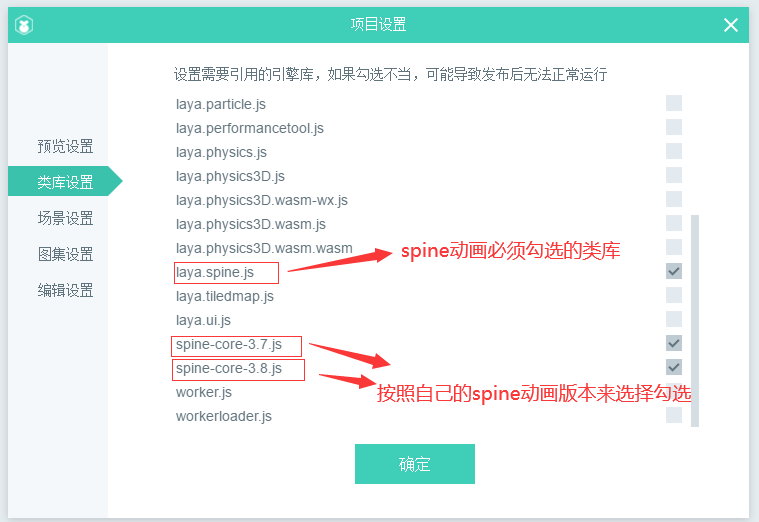 项目设置
设置需要引用的引擎库，如果勾选不当，可能导致发布后无法正常运行
laya.particle.js
laya.performancetool.js
预览设置
laya.physics.js
laya.physics3D.js
类库设置
laya.physics3D.wasm-wx.js
场景设置
laya.physics3D.wasm.js
laya.physics3D.wasm.wasm
spine动画必须勾选的类库
图集设置
laya.spine.js
编辑设置
laya.tiledmap.js
laya.ui.js
spine-core-3.7.js
spine-core-3.8.js
按照自己的spine动画版本来选择勾选
worker.js
workerloader.js
确定